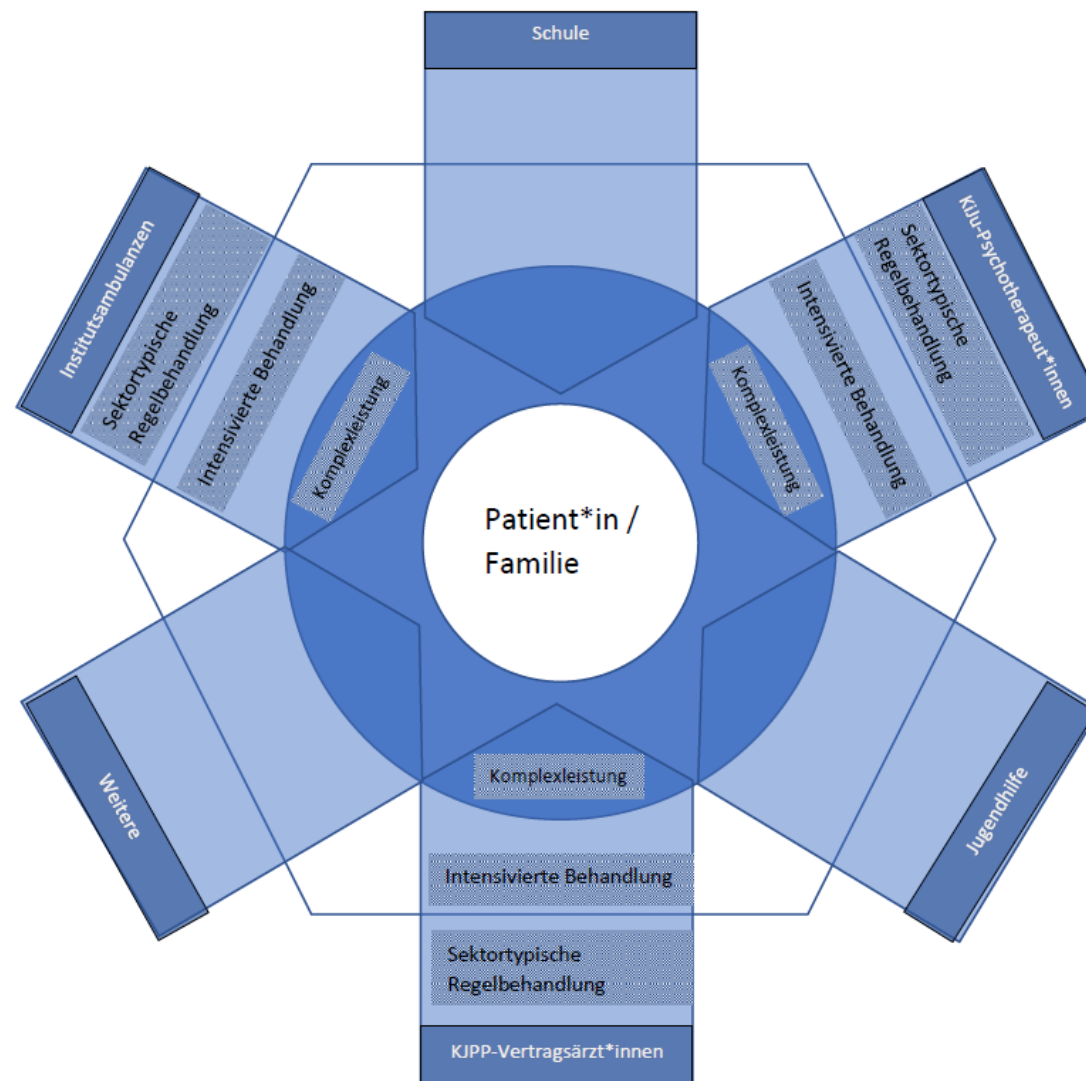 Schule
Institutsambulanzen
Sektortypische
Regelbehandlung
Intensivierte Behandlung
Komplexleistung
KiJu-Psychotherapeut*innen
Sektortypische
Regelbehandlung
Intensivierte Behandlung
Komplexleistung
Patient*in /
Familie
Weitere
Jugendhilfe
Komplexleistung
Intensivierte Behandlung
Sektortypische
Regelbehandlung
KJPP-Vertragsärzt*innen